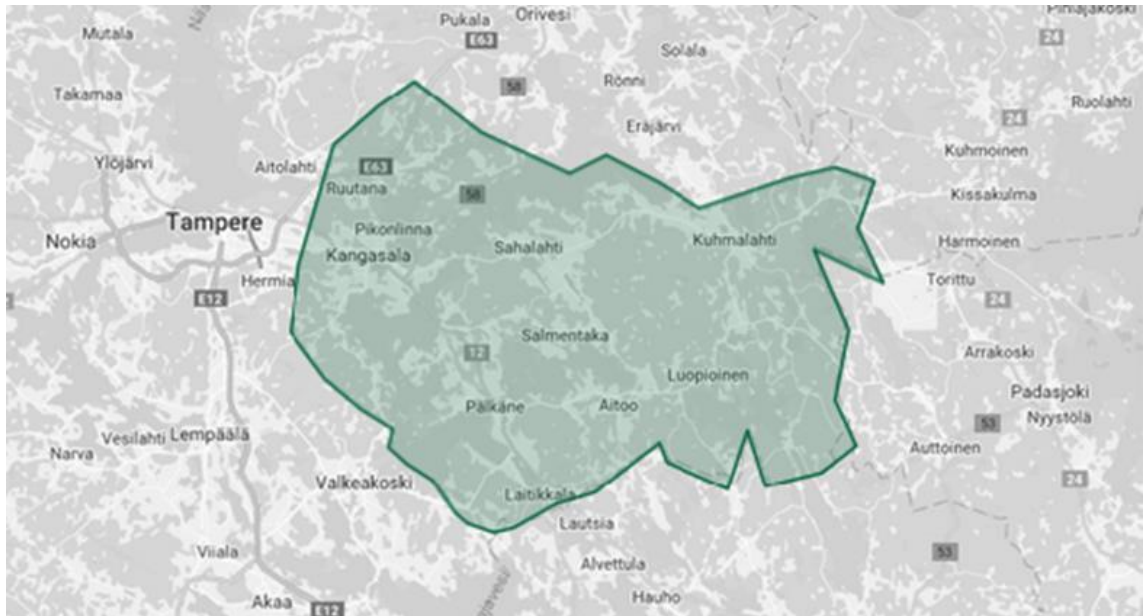 Pukala
Orivesi
Pihlajakoski
Mutala
E63
24
Solala
Takamaa
58
Rönni
Ruolahti
24
Eräjärvi
Ylöjärvi
Aitolahti
E63
Kuhmoinen
Ruutana
58
Kissakulma
Tampere
Pikonlinna
Nokia
Kangasala
Sahalahti
Kuhmalahti
Harmoinen
Hermia
Torittu
E12
24
Salmentaka
12
Arrakoski
Luopioinen
Padasjoki
Pälkäne
Aitoo
Nyystölä
53
Vesilahti
Lempäälä
Narva
Auttoinen
Valkeakoski
24
Laitikkala
Lautsia
Viiala
53
Alvettula
Hauho
Akaa
E12